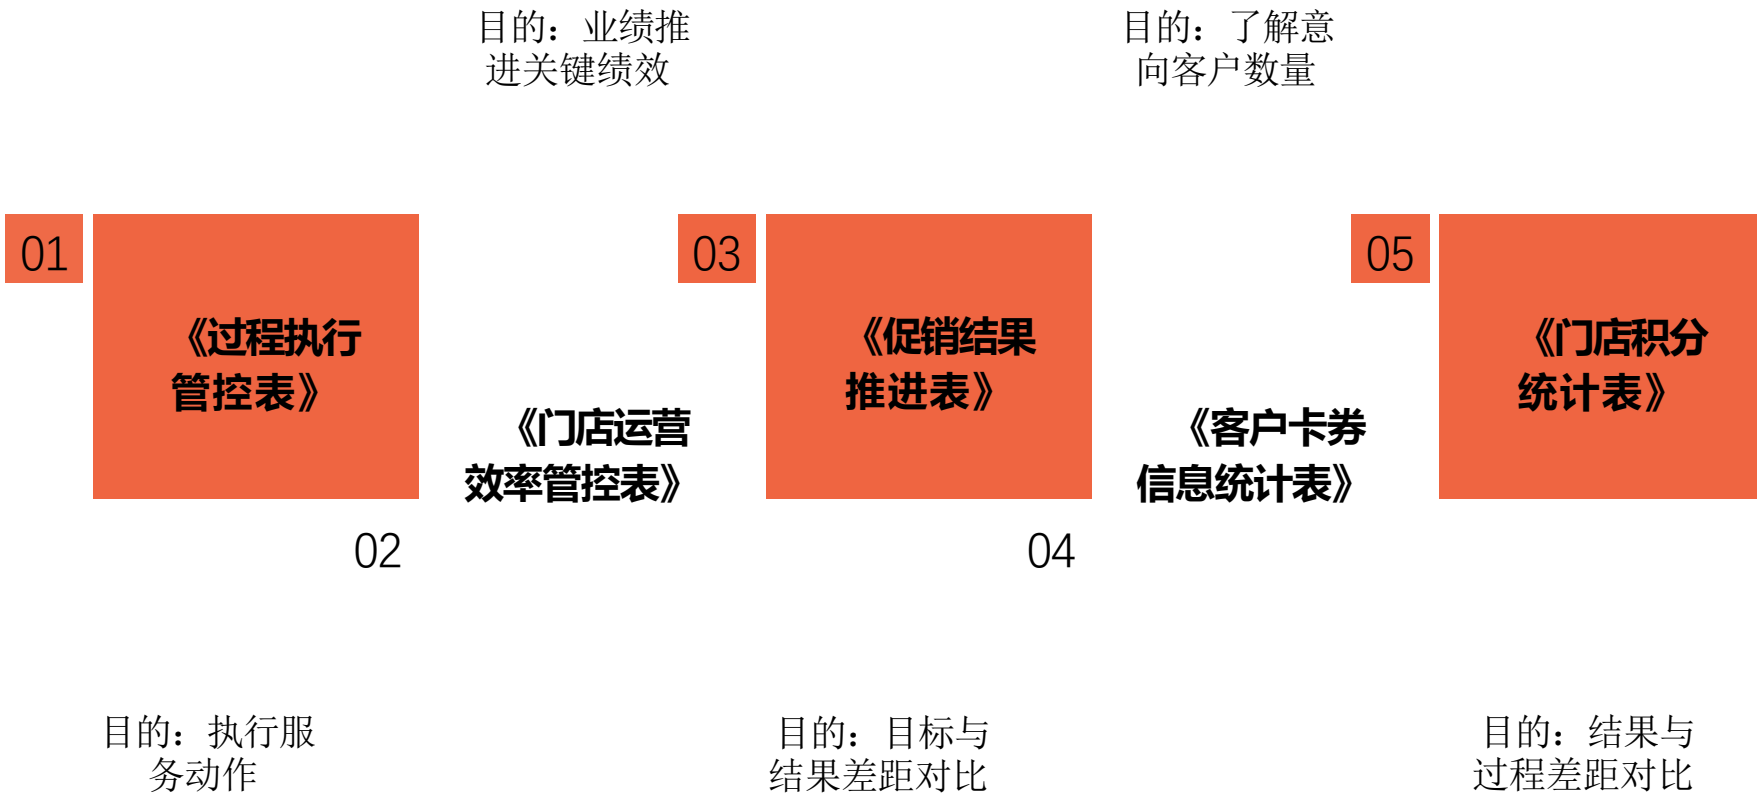 目的：业绩推
进关键绩效
目的：了解意
向客户数量
01
《过程执行
管控表》
03
《促销结果
推进表》
05
《门店积分
统计表》
《门店运营
效率管控表》
02
《客户卡券
信息统计表》
04
目的：执行服
务动作
目的：目标与
结果差距对比
目的：结果与
过程差距对比